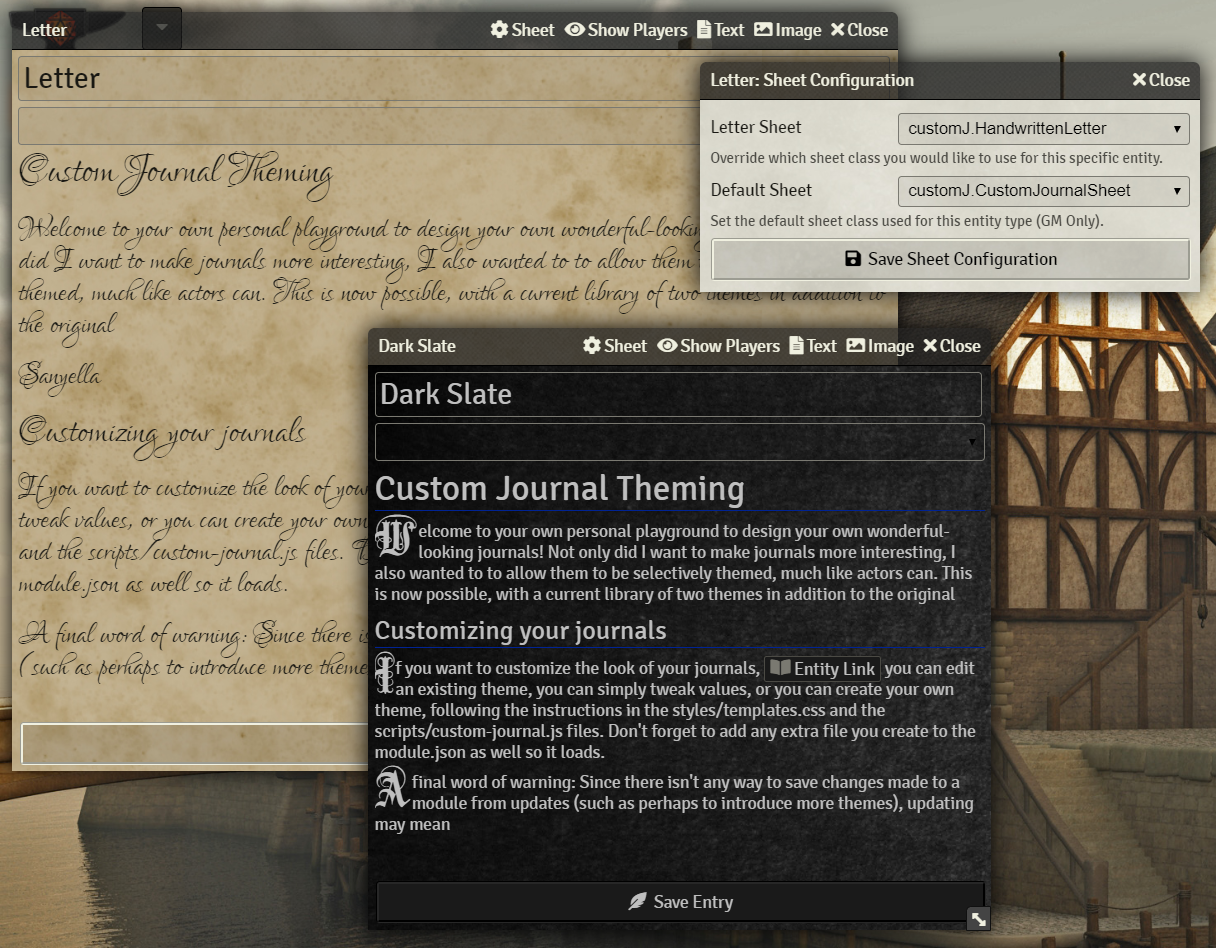 Letter
Sheet Show Players Text Image Close
Letter
Custom Journal Theming
Welcome to your own personal playground to design your own wonderful-looking
did I want to make journals more interesting, I also wanted to to allow them
themed, much like actors can. This is now possible, with a current library of two themes in addition to
the original
Sanyella
Customizing your journals
If you want to customize the look of your
tweak values, or you can create your own
and the scripts/custom-journal.js files.
module.json as well so it loads.
A final word of warning: Since there is
(such as perhaps to introduce more theme
Letter: Sheet Configuration
Close
Letter Sheet
customJ.HandwrittenLetter
Override which sheet class you would like to use for this specific entity.
Default Sheet
customJ.CustomJournalSheet
Set the default sheet class used for this entity type (GM Only).
Save Sheet Configuration
Dark Slate
Sheet Show Players Text Image Close
Dark Slate
Custom Journal Theming
Welcome to your own personal playground to design your own wonderful-
looking journals! Not only did I want to make journals more interesting, I
also wanted to to allow them to be selectively themed, much like actors can. This
is now possible, with a current library of two themes in addition to the original
Customizing your journals
If you want to customize the look of your journals, Entity Link you can edit
an existing theme, you can simply tweak values, or you can create your own
theme, following the instructions in the styles/templates.css and the
scripts/custom-journal.js files. Don't forget to add any extra file you create to the
module.json as well so it loads.
A final word of warning: Since there isn't any way to save changes made to a
module from updates (such as perhaps to introduce more themes), updating
may mean
Save Entry